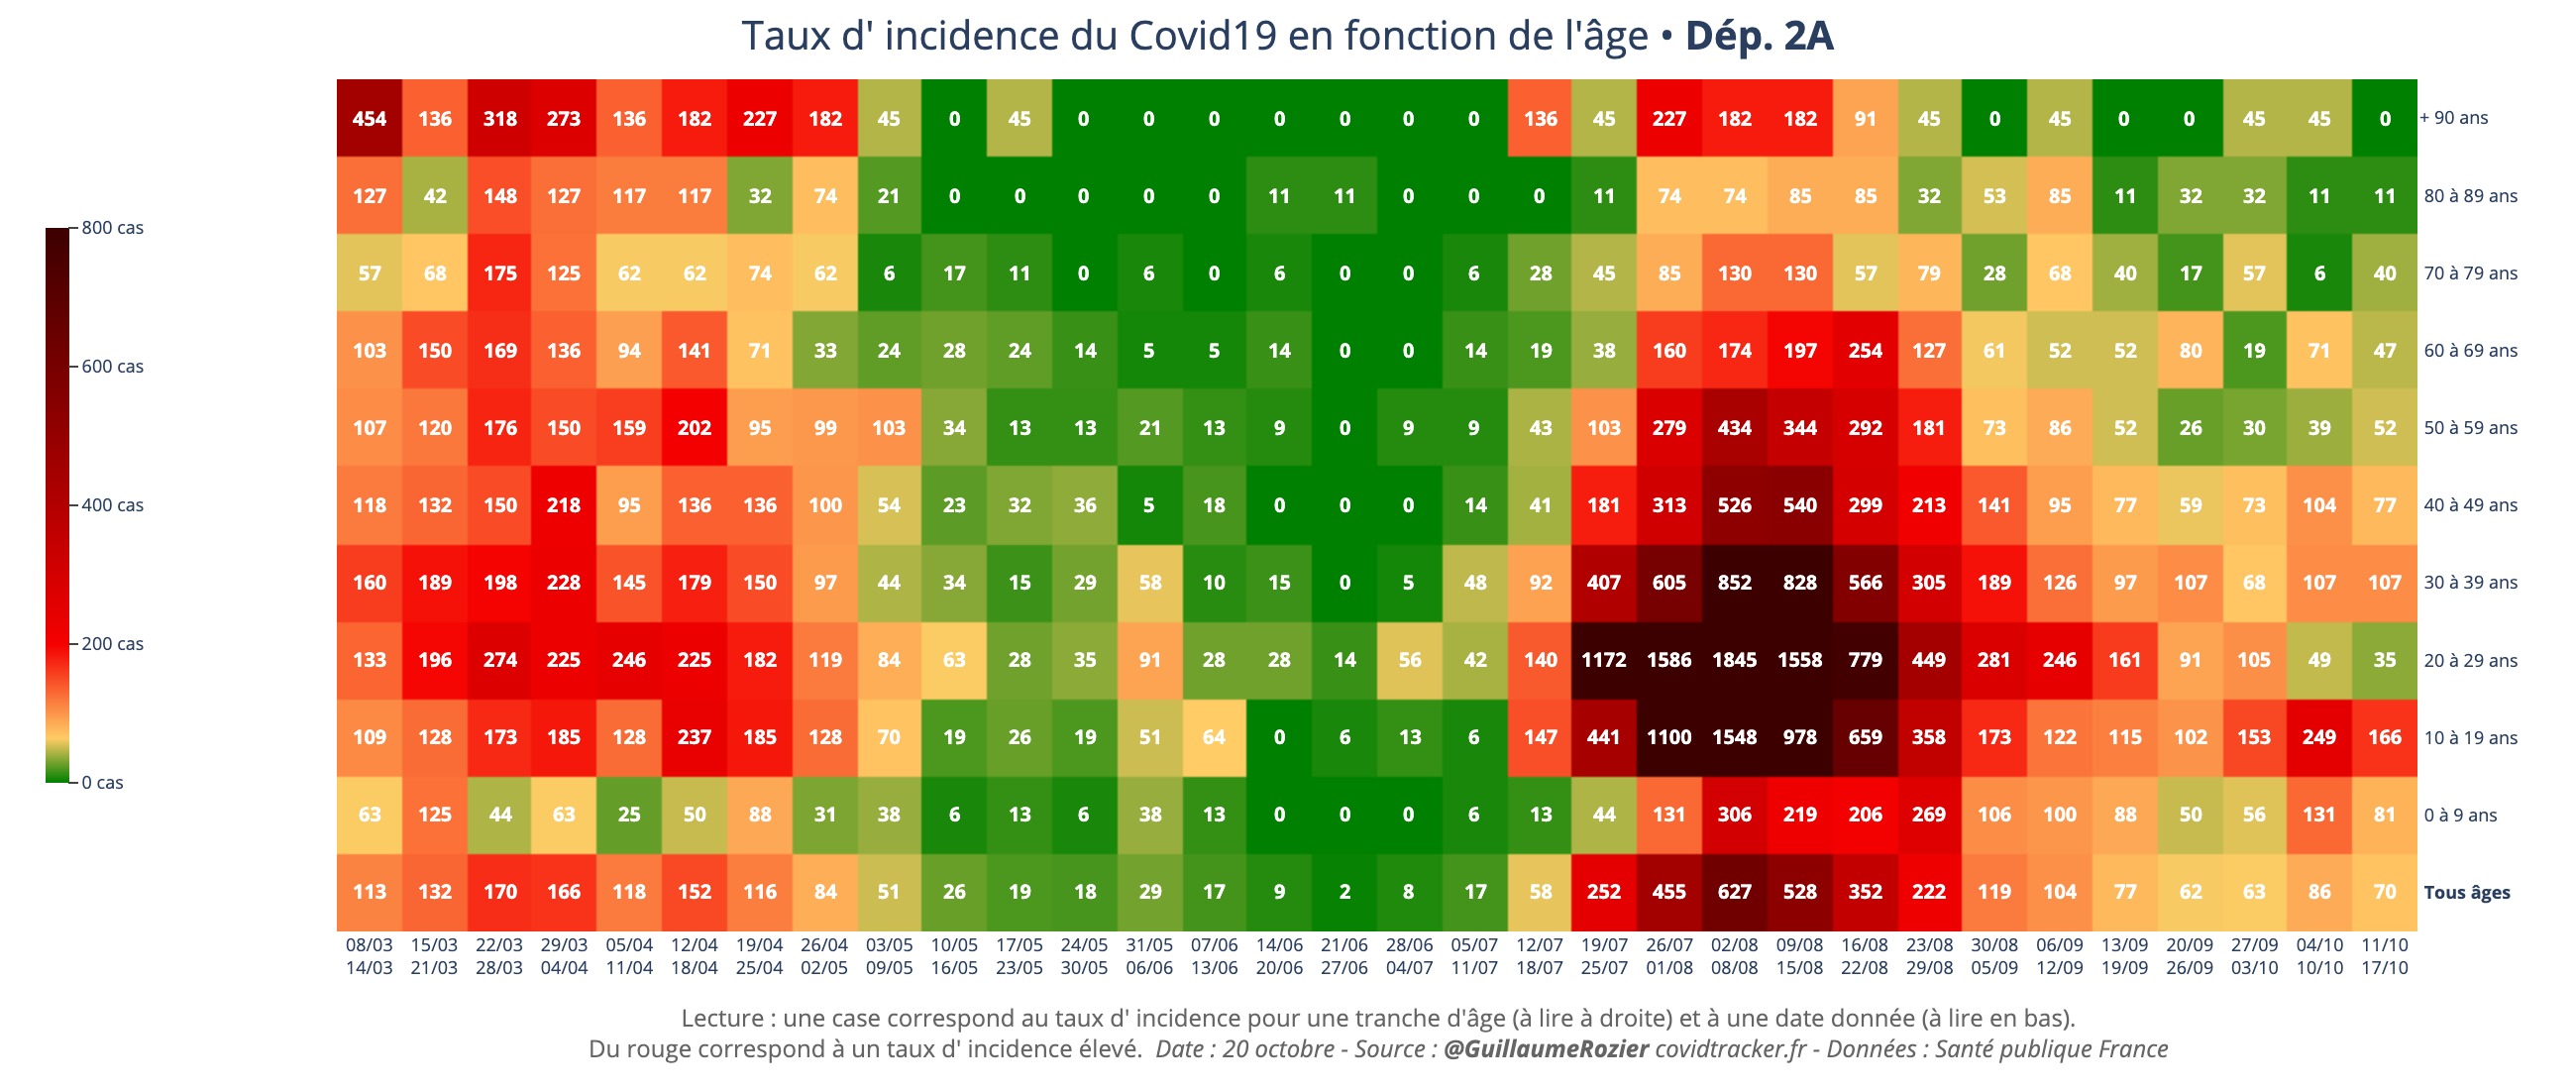 Taux d' incidence du Covid19 en fonction de l'âge • Dép. 2A
454 136 318 273 136 182 227 182 45 0 45 0 0 0 0 0 0 0 136 45 227 182 182 91 45 0 45 0 0 45 45 0 + 90 ans
127 42 148 127 117 117 32 74 21 0 0 0 0 0 11 11 0 0 0 11 74 74 85 85 32 53 85 11 32 32 11 11 80 à 89 ans
57 68 175 125 62 62 74 62 6 17 11 0 6 0 6 0 0 6 28 45 85 130 130 57 79 28 68 40 17 57 6 40 70 à 79 ans
103 150 169 136 94 141 71 33 24 28 24 14 5 5 14 0 0 14 19 38 160 174 197 254 127 61 52 52 80 19 71 47 60 à 69 ans
107 120 176 150 159 202 95 99 103 34 13 13 21 13 9 0 9 9 43 103 279 434 344 292 181 73 86 52 26 30 39 52 50 à 59 ans
118 132 150 218 95 136 136 100 54 23 32 36 5 18 0 0 0 14 41 181 313 526 540 299 213 141 95 77 59 73 104 77 40 à 49 ans
160 189 198 228 145 179 150 97 44 34 15 29 58 10 15 0 5 48 92 407 605 852 828 566 305 189 126 97 107 68 107 107 30 à 39 ans
133 196 274 225 246 225 182 119 84 63 28 35 91 28 28 14 56 42 140 1172 1586 1845 1558 779 449 281 246 161 91 105 49 35 20 à 29 ans
109 128 173 185 128 237 185 128 70 19 26 19 51 64 0 6 13 6 147 441 1100 1548 978 659 358 173 122 115 102 153 249 166 10 à 19 ans
63 125 44 63 25 50 88 31 38 6 13 6 38 13 0 0 0 6 13 44 131 306 219 206 269 106 100 88 50 56 131 81 0 à 9 ans
113 132 170 166 118 152 116 84 51 26 19 18 29 17 9 2 8 17 58 252 455 627 528 352 222 119 104 77 62 63 86 70 Tous âges
08/03 15/03 22/03 29/03 05/04 12/04 19/04 26/04 03/05 10/05 17/05 24/05 31/05 07/06 14/06 21/06 28/06 05/07 12/07 19/07 26/07 02/08 09/08 16/08 23/08 30/08 06/09 13/09 20/09 27/09 04/10 11/10
14/03 21/03 28/03 04/04 11/04 18/04 25/04 02/05 09/05 16/05 23/05 30/05 06/06 13/06 20/06 27/06 04/07 11/07 18/07 25/07 01/08 08/08 15/08 22/08 29/08 05/09 12/09 19/09 26/09 03/10 10/10 17/10
800 cas
600 cas
400 cas
200 cas
0 cas
Lecture : une case correspond au taux d' incidence pour une tranche d'âge (à lire à droite) et à une date donnée (à lire en bas).
Du rouge correspond à un taux d' incidence élevé. Date : 20 octobre - Source : @GuillaumeRozier covidtracker.fr - Données : Santé publique France